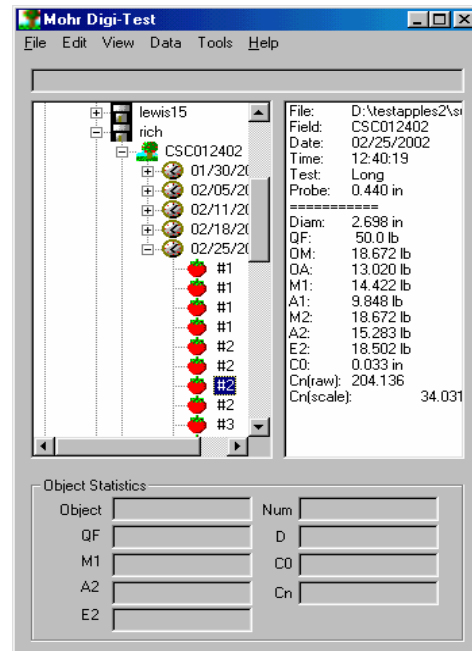 Mohr Digi-Test
File Edit View Data Tools Help
lewis15
rich
CSC012402
01/30/20
02/05/20
02/11/20
02/18/20
02/25/20
#1
#1
#1
#1
#2
#2
#2
#2
#3
File: D:\testapples2\su
Field: CSC012402
Date: 02/25/2002
Time: 12:40:19
Test: Long
Probe: 0.440 in
============
Diam: 2.698 in
QF: 50.0 lb
OM: 18.672 lb
OA: 13.020 lb
M1: 14.422 lb
A1: 9.848 lb
M2: 18.672 lb
A2: 15.283 lb
E2: 18.502 lb
C0: 0.033 in
Cn(raw): 204.136
Cn(scale): 34.031
Object Statistics
Object Num
QF D
M1 C0
A2 Cn
E2